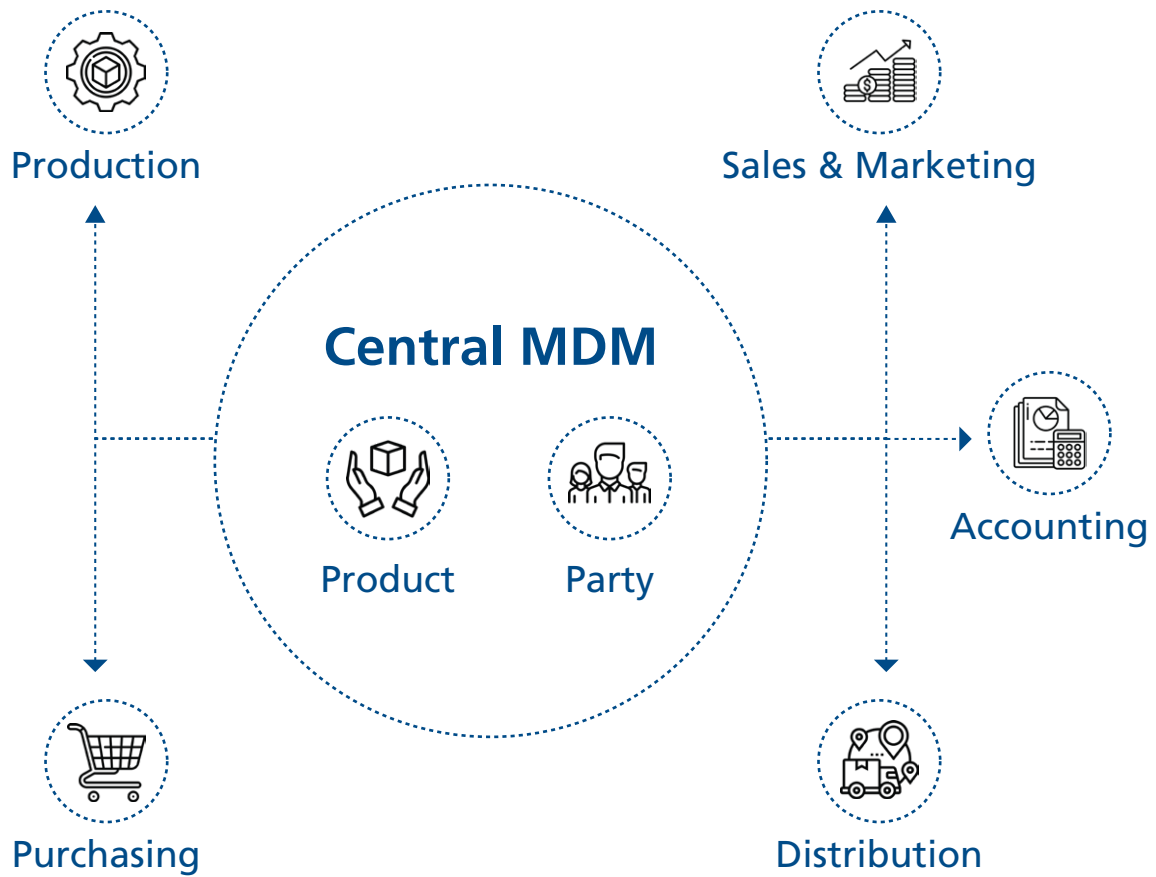 Production
Sales & Marketing
Central MDM
Product
Party
Accounting
Purchasing
Distribution